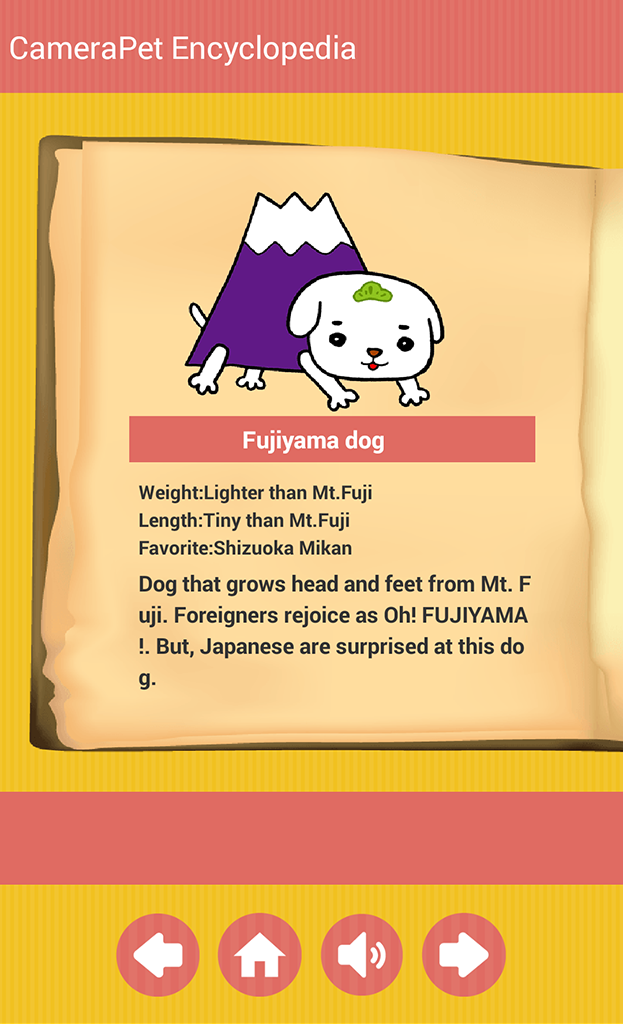 CameraPet Encyclopedia
Fujiyama dog
Weight:Lighter than Mt.Fuji
Length:Tiny than Mt.Fuji
Favorite:Shizuoka Mikan
Dog that grows head and feet from Mt. F
uji. Foreigners rejoice as Oh! FUJIYAMA
!. But, Japanese are surprised at this do
g.